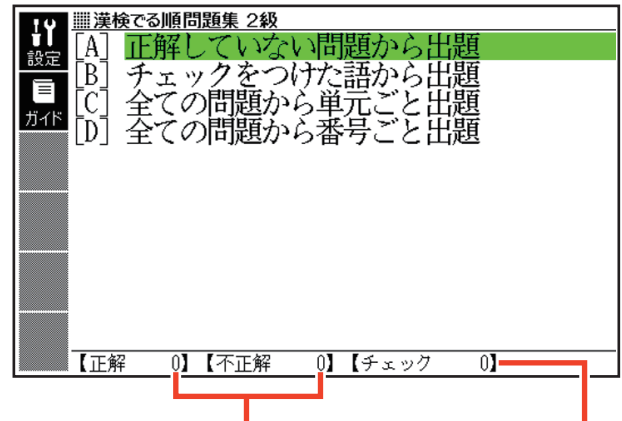 漢検でる順問題集 2級
設定
ガイド
[A] 正解していない問題から出題
[B] チェックをつけた語から出題
[C] 全ての問題から単元ごと出題
[D] 全ての問題から番号ごと出題
【正解 0】【不正解 0】【チェック 0】